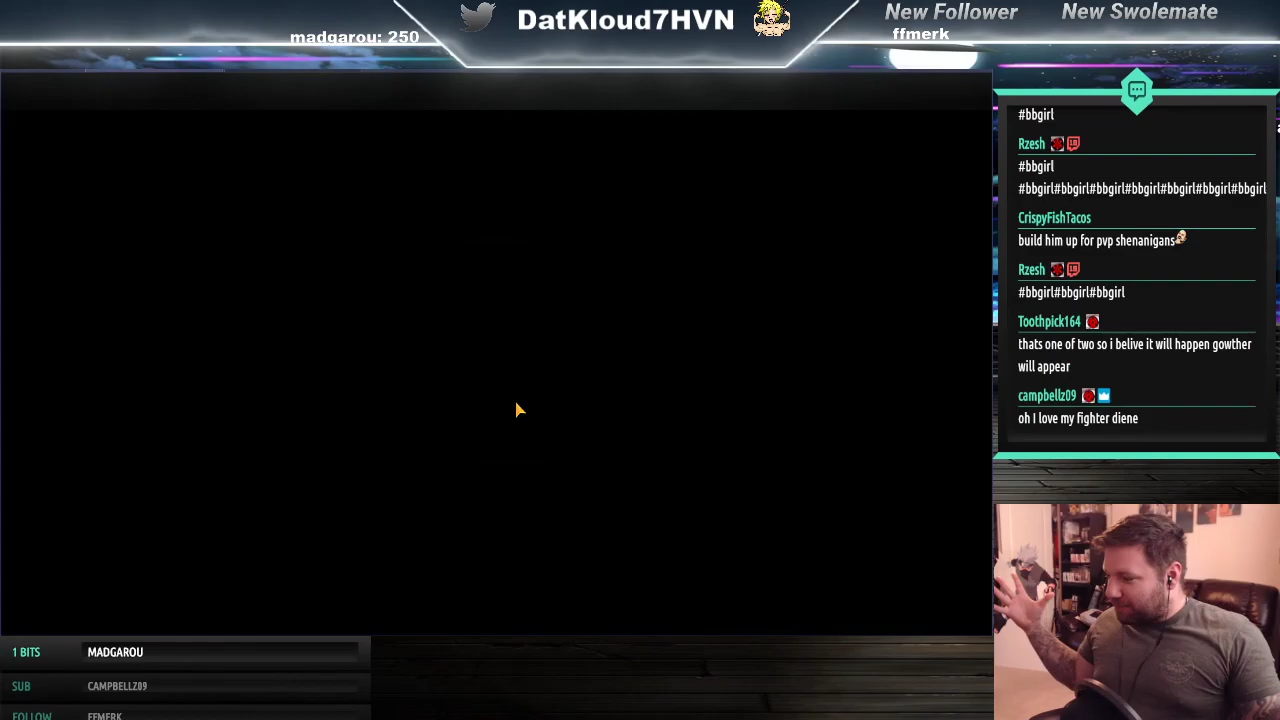 madgarou: 250
DatKloud7HVN
New Follower
New Swolemate
ffmerk
#bbgirl
Rzesh
#bbgirl
#bbgirl#bbgirl#bbgirl#bbgirl#bbgirl#bbgirl#bbgirl
CrispyFishTacos
build him up for pvp shenanigans
Rzesh
#bbgirl#bbgirl#bbgirl
Toothpick164
thats one of two so i belive it will happen gowther
will appear
campbellz09
oh I love my fighter diene
1 BITS MADGAROU
SUB CAMPBELLZ09
FOLLOW FFMERK